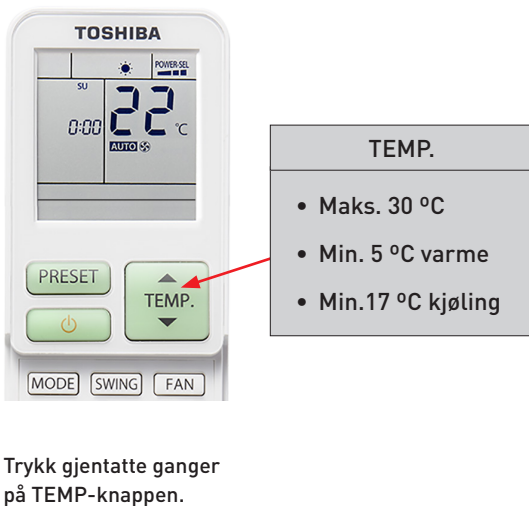 TOSHIBA
POWER-SEL
SU
0:00 22 °C
AUTO
PRESET
TEMP.
MODE SWING FAN
TEMP.
• Maks. 30 ºC
• Min. 5 ºC varme
• Min.17 ºC kjøling
Trykk gjentatte ganger
på TEMP-knappen.